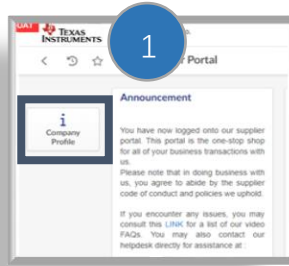 TEXAS
INSTRUMENTS
1
Portal
i
Company
Profile
Announcement
You have now logged onto our supplier
portal. This portal is the one-stop shop
for all of your business transactions with
us.
Please note that in doing business with
us, you agree to abide by the supplier
code of conduct and policies we uphold.
If you encounter any issues, you may
consult this LINK for a list of our video
FAQs. You may also contact our
helpdesk directly for assistance at :